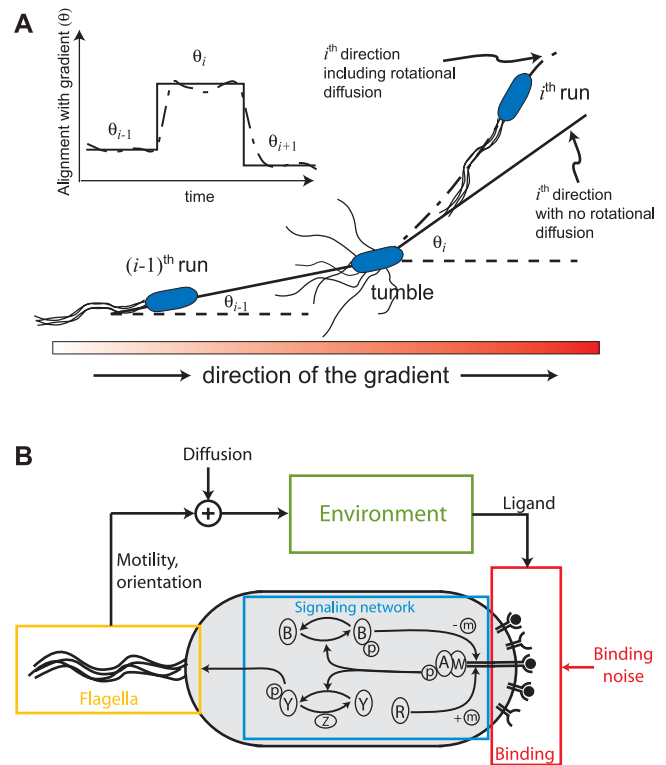 A
Alignment with gradient (θ)
θi-1
θi
θi+1
time
ith direction
including rotational
diffusion
ith run
ith direction
with no rotational
diffusion
θi
(i-1)th run
θi-1
tumble
direction of the gradient
B
Diffusion
+
Environment
Ligand
Motility,
orientation
Signaling network
B
B
p
-m
p
A
W
p
Y
Y
Z
R
+m
Flagella
Binding
noise
Binding